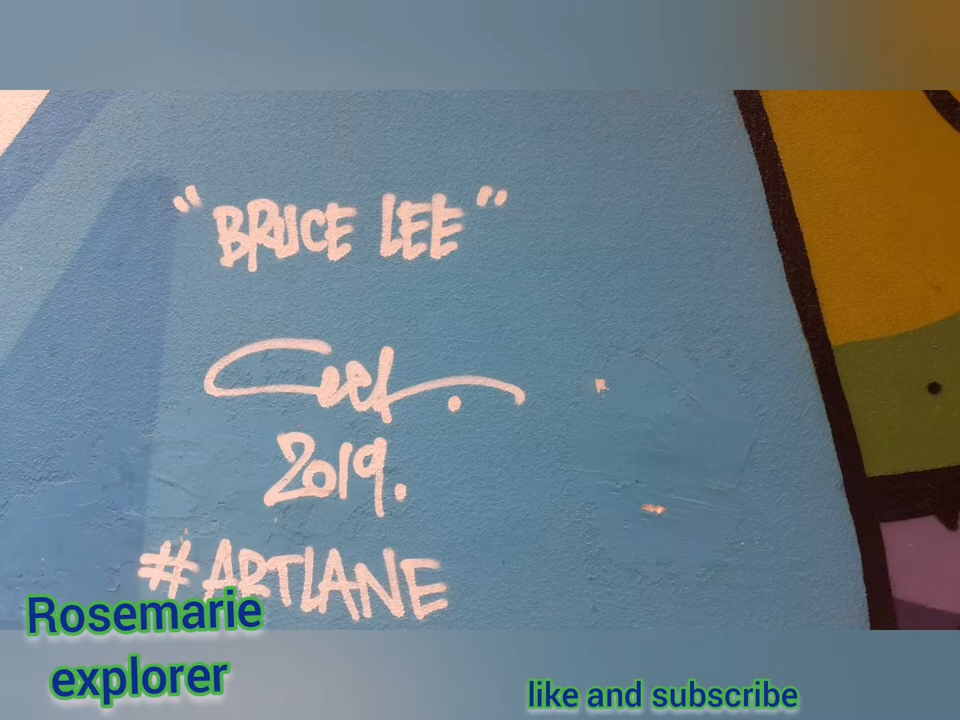 "BRUCE LEE"
2019.
#ARTLANE
Rosemarie
explorer
like and subscribe